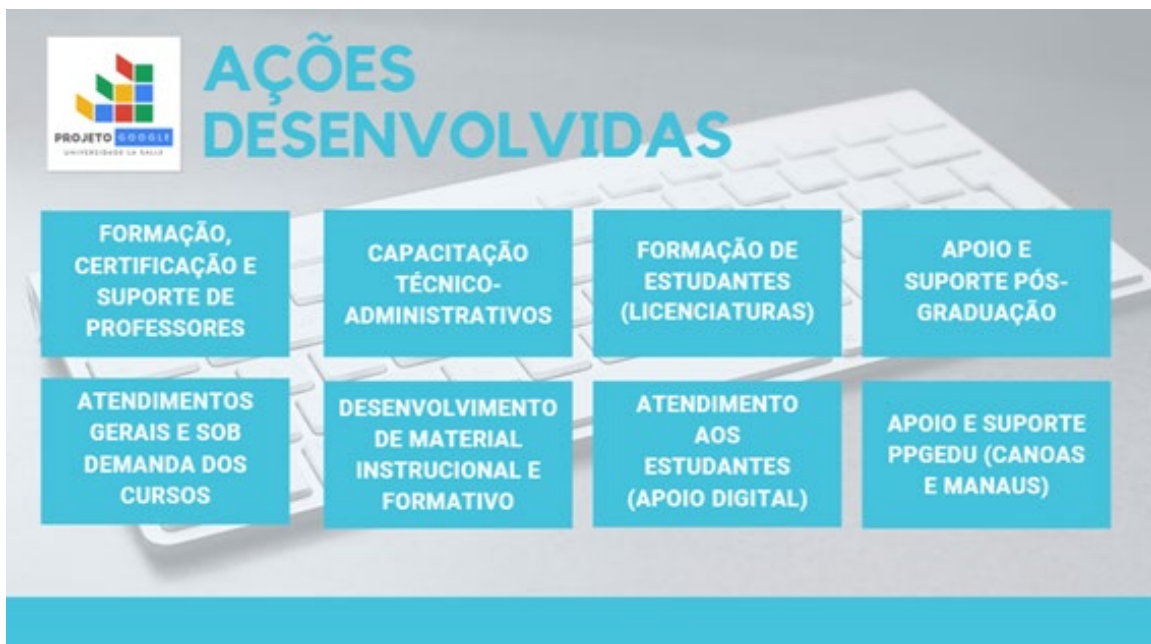 AÇÕES
DESENVOLVIDAS
PROJETO GOOGLE
UNIVERSIDADE LA SALLE
FORMAÇÃO,
CERTIFICAÇÃO E
SUPORTE DE
PROFESSORES
CAPACITAÇÃO
TÉCNICO-
ADMINISTRATIVOS
FORMAÇÃO DE
ESTUDANTES
(LICENCIATURAS)
APOIO E
SUPORTE PÓS-
GRADUAÇÃO
ATENDIMENTOS
GERAIS E SOB
DEMANDA DOS
CURSOS
DESENVOLVIMENTO
DE MATERIAL
INSTRUCIONAL E
FORMATIVO
ATENDIMENTO
AOS
ESTUDANTES
(APOIO DIGITAL)
APOIO E SUPORTE
PPGEDU (CANOAS
E MANAUS)